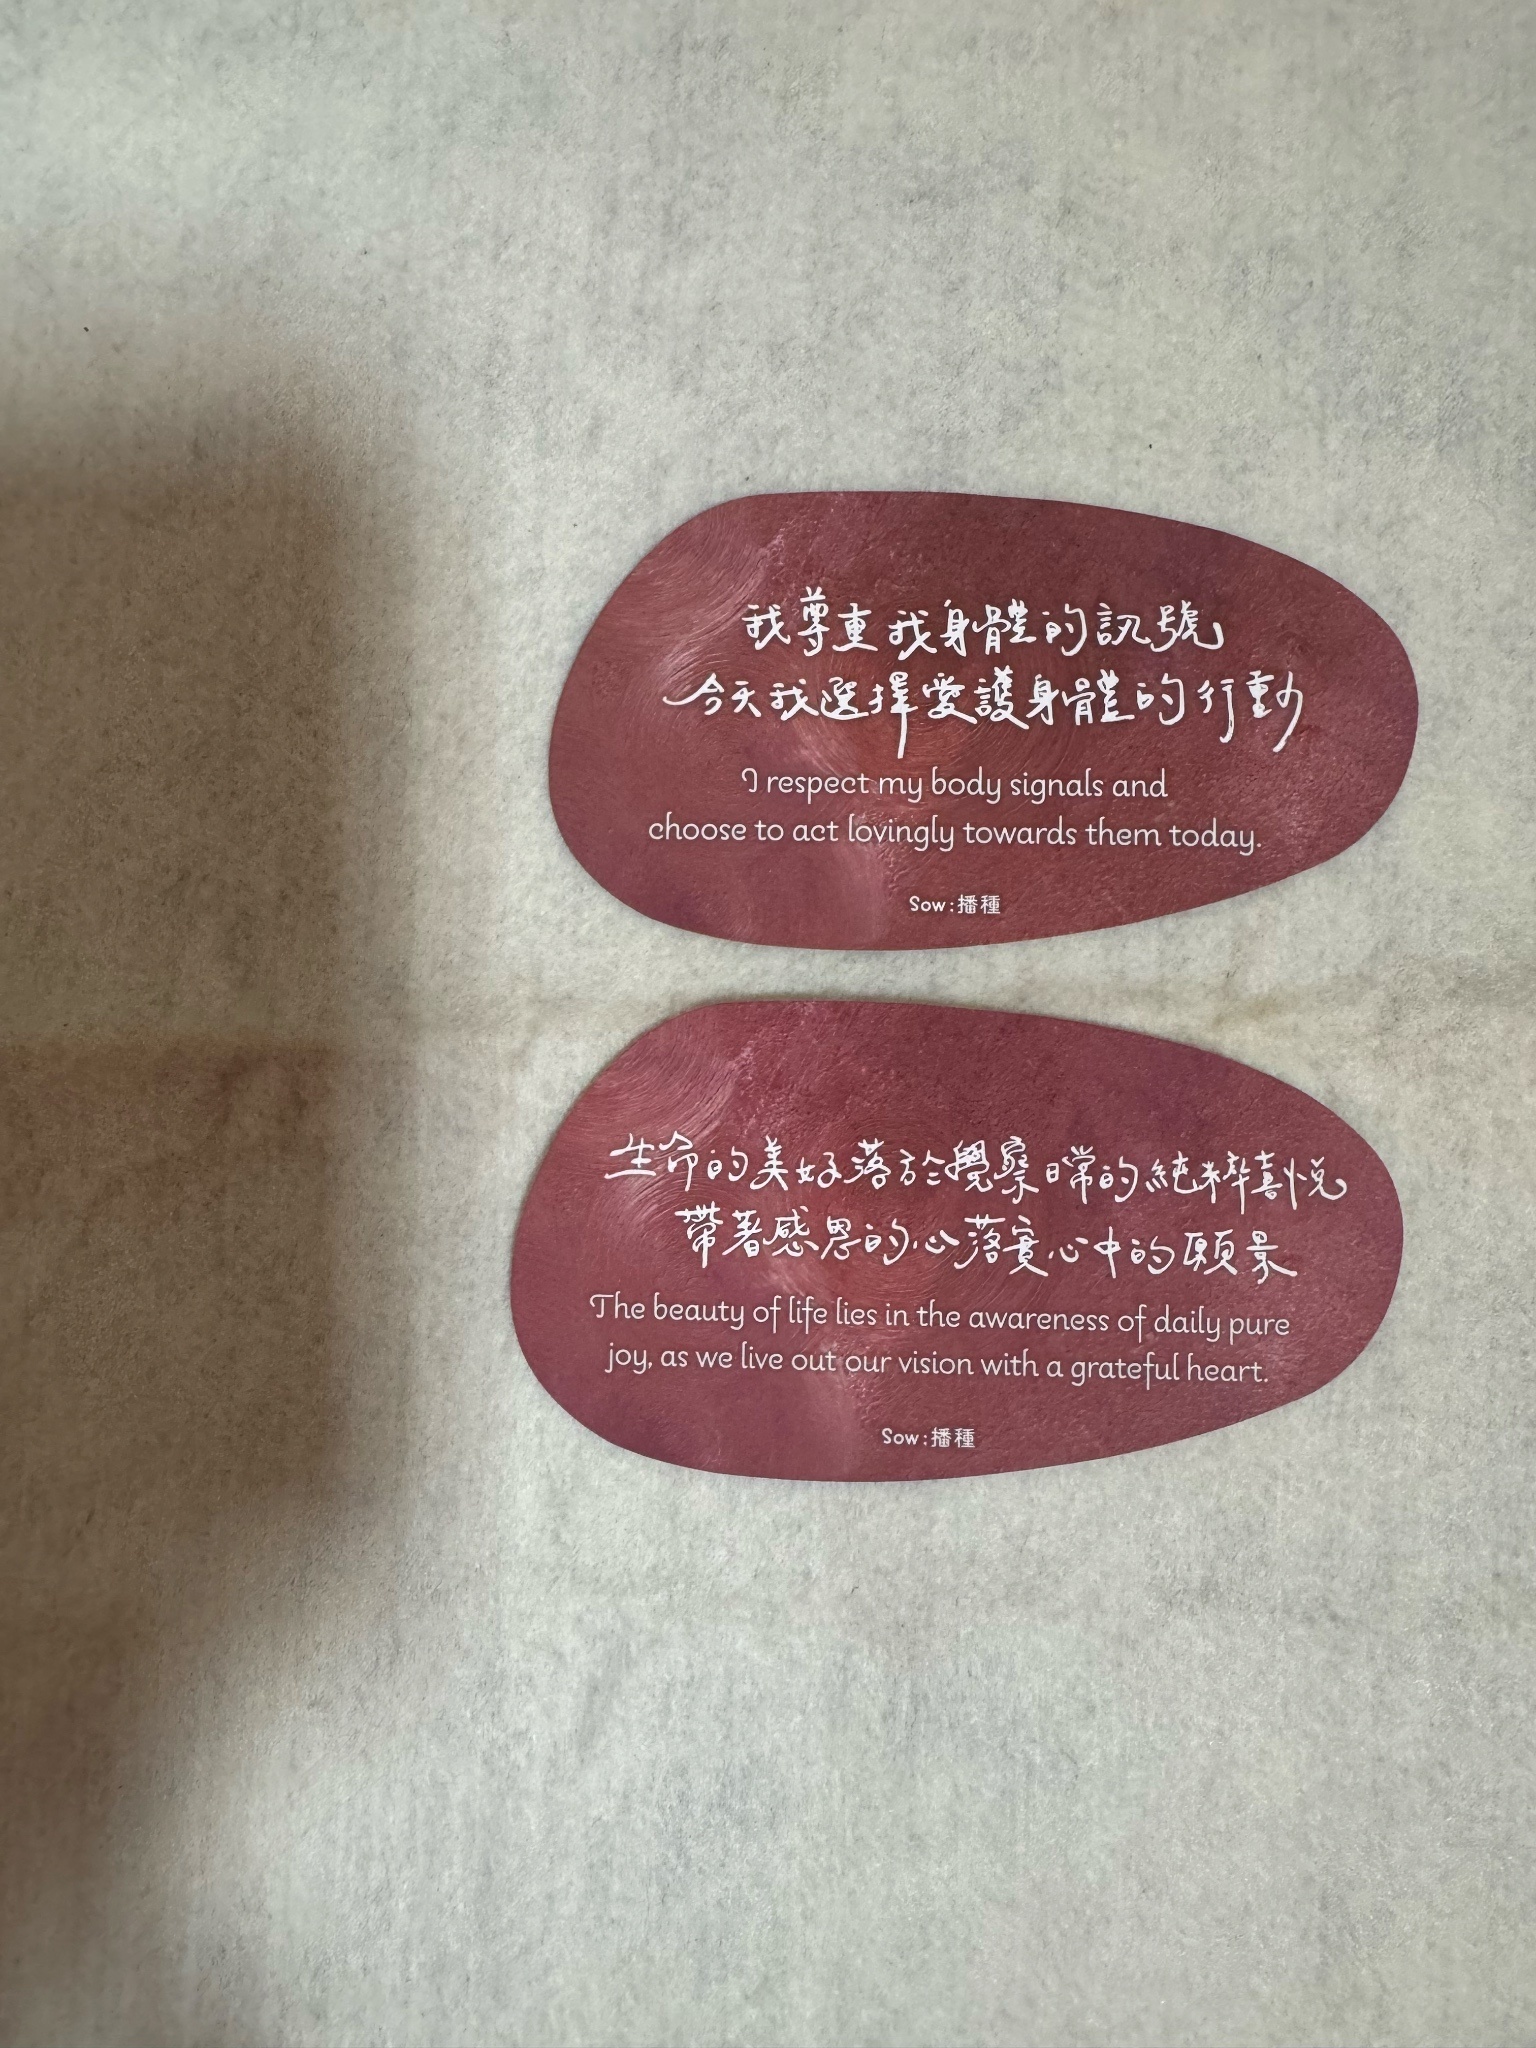 我尊重我身體的訊號
今天我選擇愛護身體的行動
I respect my body signals and
choose to act lovingly towards them today.
Sow:播種
生命的美好落於覺察日常的純粹喜悅
帶著感恩的心落實心中的願景
The beauty of life lies in the awareness of daily pure
joy, as we live out our vision with a grateful heart.
Sow:播種